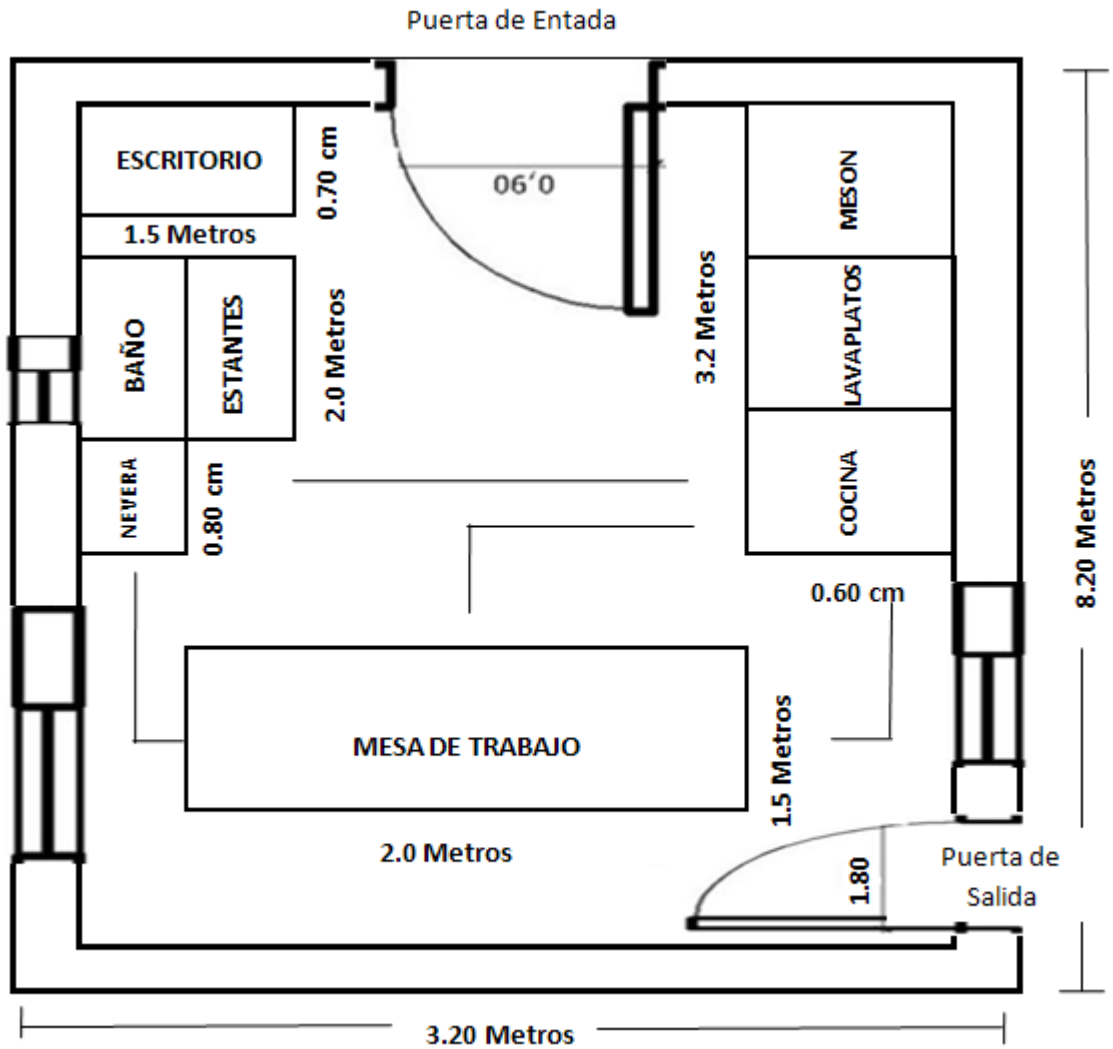 Puerta de Entada
ESCRITORIO
0.70 cm
0,90
MESON
1.5 Metros
BAÑO
ESTANTES
2.0 Metros
3.2 Metros
LAVAPLATOS
NEVERA
0.80 cm
COCINA
8.20 Metros
0.60 cm
MESA DE TRABAJO
1.5 Metros
2.0 Metros
1.80
Puerta de
Salida
3.20 Metros